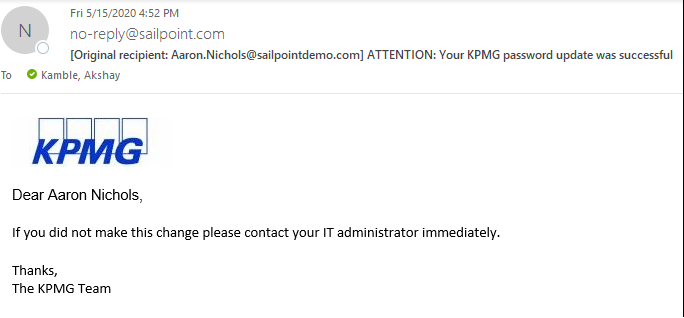 Fri 5/15/2020 4:52 PM
N
no-reply@sailpoint.com
[Original recipient: Aaron.Nichols@sailpointdemo.com] ATTENTION: Your KPMG password update was successful
To Kamble, Akshay
KPMG
Dear Aaron Nichols,
If you did not make this change please contact your IT administrator immediately.
Thanks,
The KPMG Team